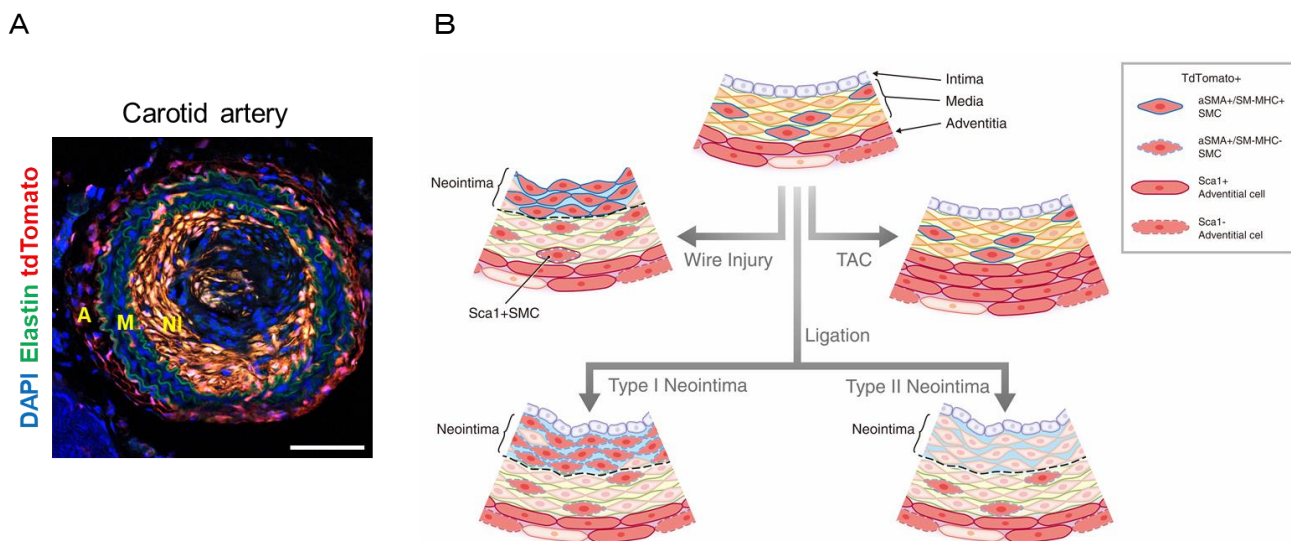 A
Carotid artery
DAPI Elastin tdTomato
A
M
NI
B
Intima
Media
Adventitia
TdTomato+
aSMA+/SM-MHC+
SMC
aSMA+/SM-MHC-
SMC
Sca1+
Adventitial cell
Sca1-
Adventitial cel
Neointima
Wire Injury
TAC
Sca1+SMC
Ligation
Type I Neointima
Type II Neointima
Neointima
Neointima